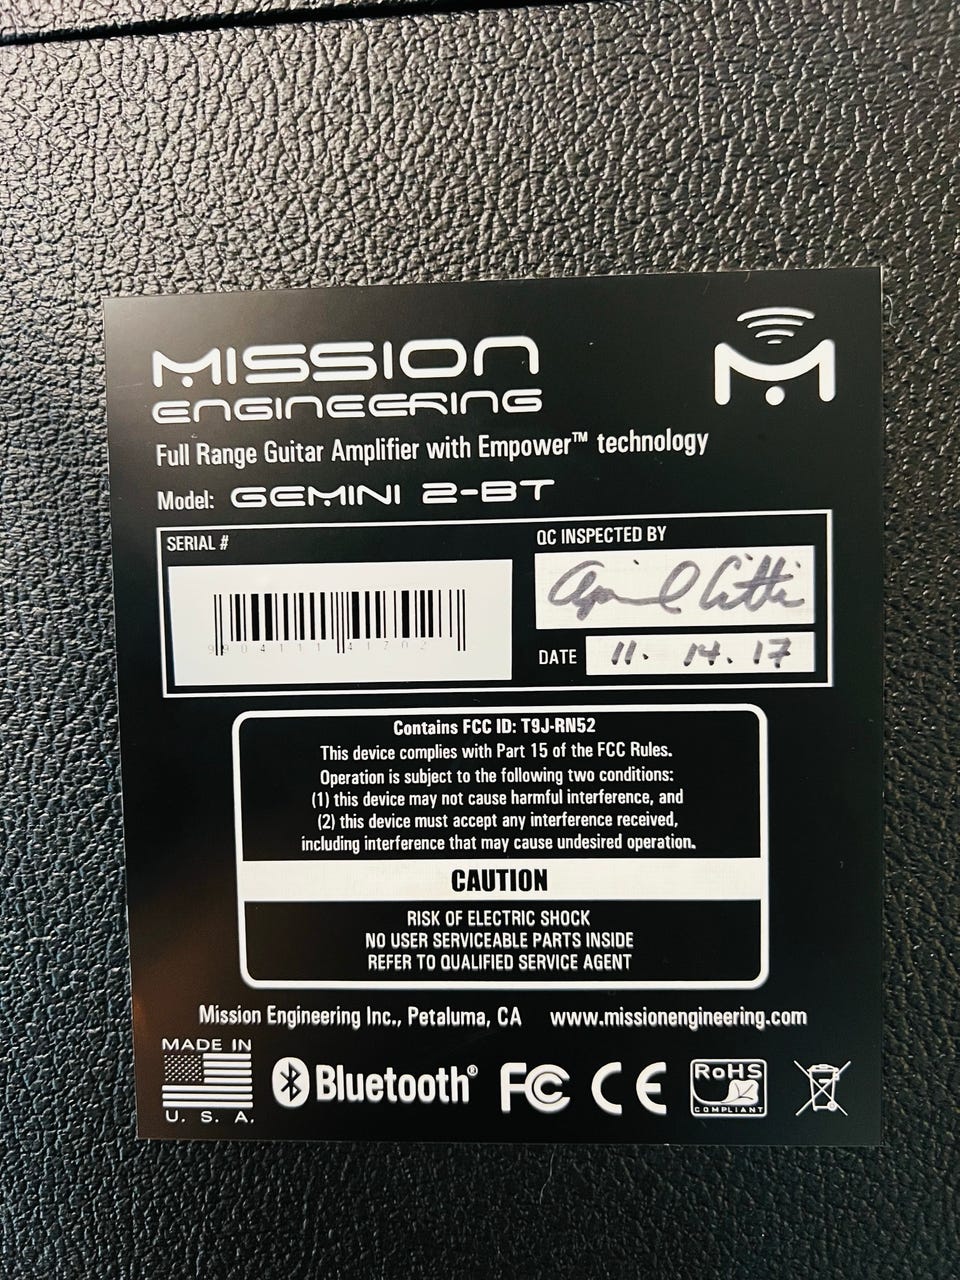 MISSION
ENGINEERING
Full Range Guitar Amplifier with Empower™ technology
Model: GEMINI 2-BT
SERIAL #
QC INSPECTED BY
DATE 11. 14. 17
Contains FCC ID: T9J-RN52
This device complies with Part 15 of the FCC Rules.
Operation is subject to the following two conditions:
(1) this device may not cause harmful interference, and
(2) this device must accept any interference received,
including interference that may cause undesired operation.
CAUTION
RISK OF ELECTRIC SHOCK
NO USER SERVICEABLE PARTS INSIDE
REFER TO QUALIFIED SERVICE AGENT
Mission Engineering Inc., Petaluma, CA www.missionengineering.com
MADE IN
U. S. A.
Bluetooth®
FC CE
RoHS
COMPLIANT